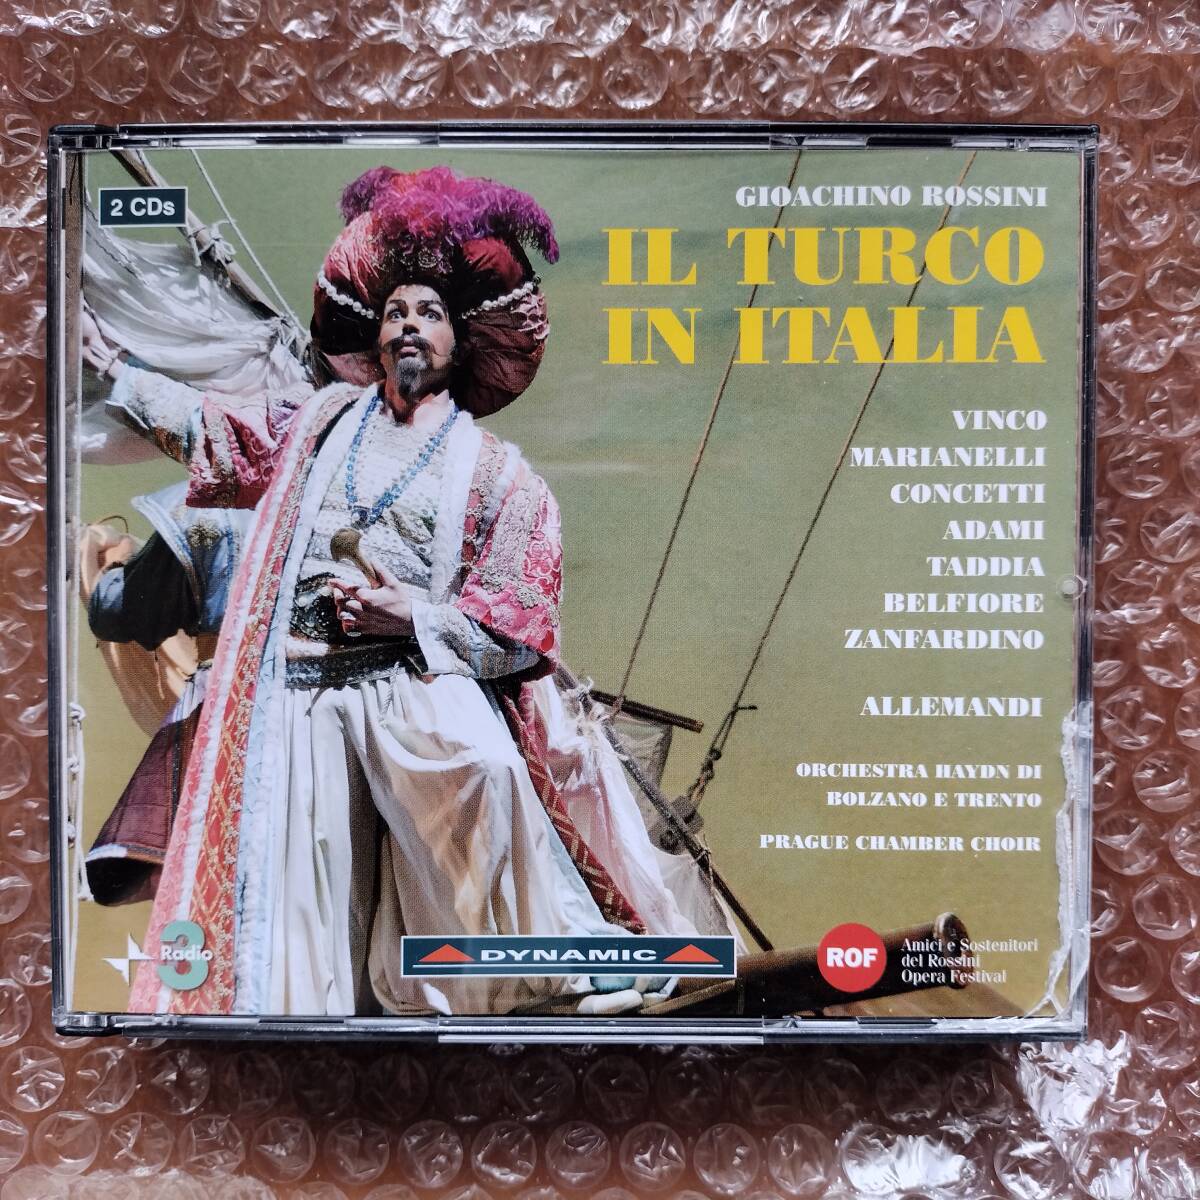 2 CDs
GIOACHINO ROSSINI
IL TURCO
IN ITALIA
VINCO
MARIANELLI
CONCETTI
ADAMI
TADDIA
BELFIORE
ZANFARDINO
ALLEMANDI
ORCHESTRA HAYDN DI
BOLZANO E TRENTO
PRAGUE CHAMBER CHOIR
Radio 3
DYNAMIC
ROF
Amici e Sostenitori
del Rossini
Opera Festival